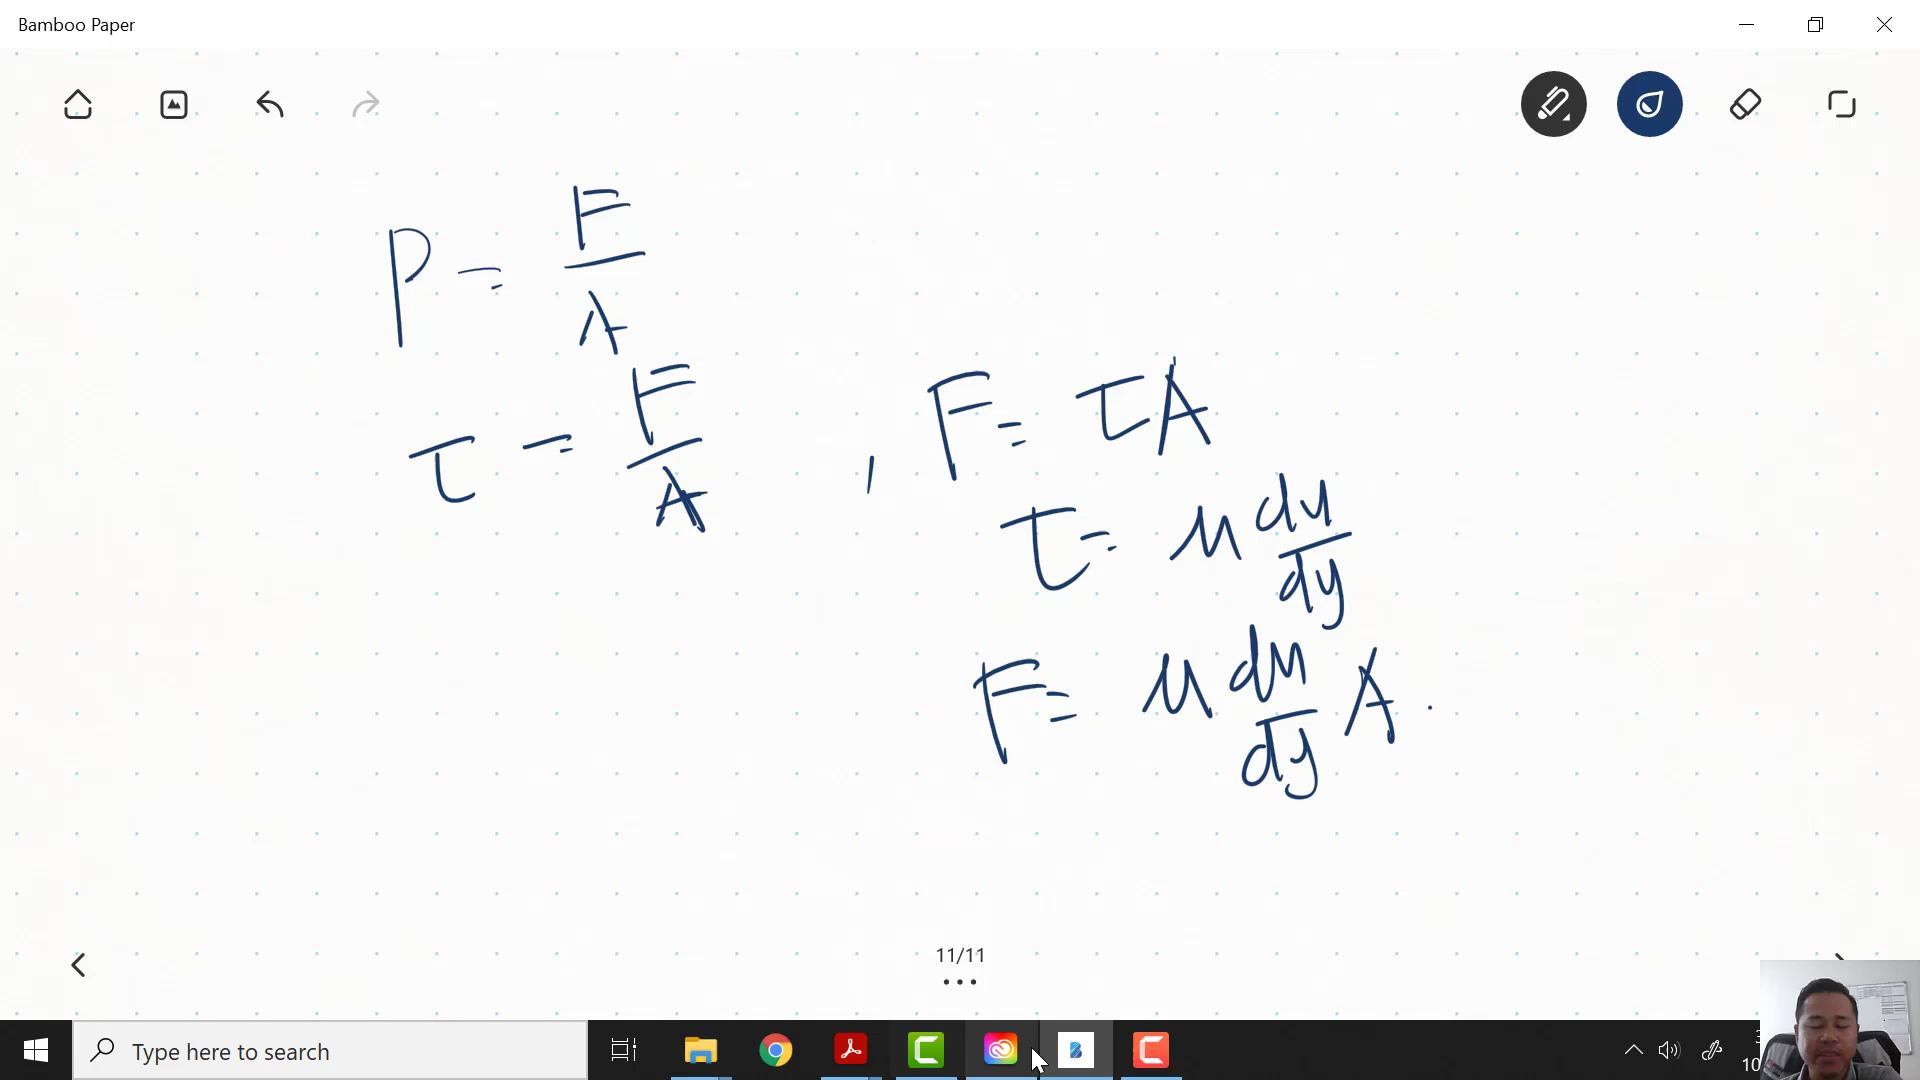 Bamboo Paper
P = F/A
τ = F/A , F = τA
τ = μ du/dy
F = μ du/dy A .
11/11
Type here to search